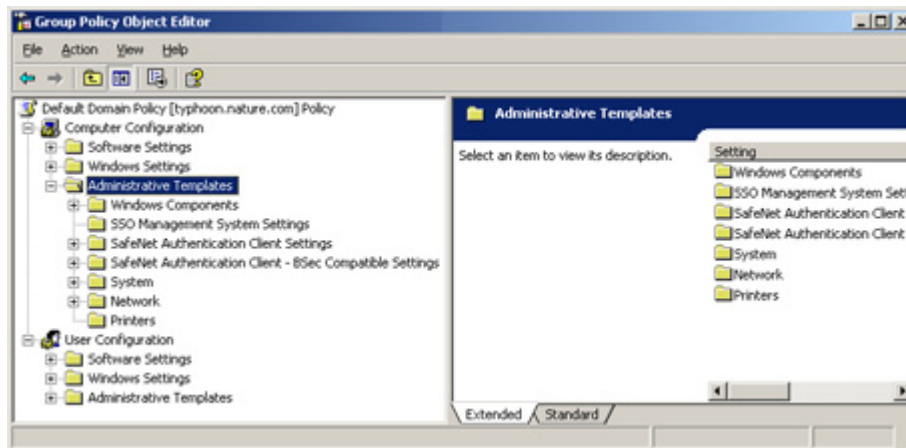 Group Policy Object Editor
File Action View Help
Default Domain Policy [typhoon.nature.com] Policy
Computer Configuration
Software Settings
Windows Settings
Administrative Templates
Windows Components
SSO Management System Settings
SafeNet Authentication Client Settings
SafeNet Authentication Client - BSec Compatible Settings
System
Network
Printers
User Configuration
Software Settings
Windows Settings
Administrative Templates
Administrative Templates
Select an item to view its description.
Setting
Windows Components
SSO Management System Sett
SafeNet Authentication Client
SafeNet Authentication Client
System
Network
Printers
Extended Standard